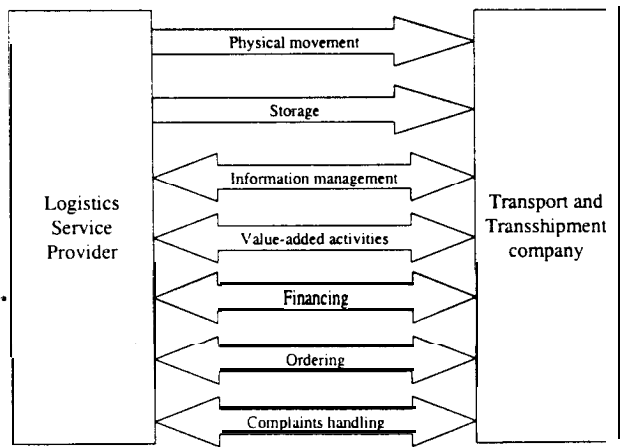 Physical movement
Storage
Information management
Logistics
Service
Provider
Value-added activities
Transport and
Transshipment
company
Financing
Ordering
Complaints handling